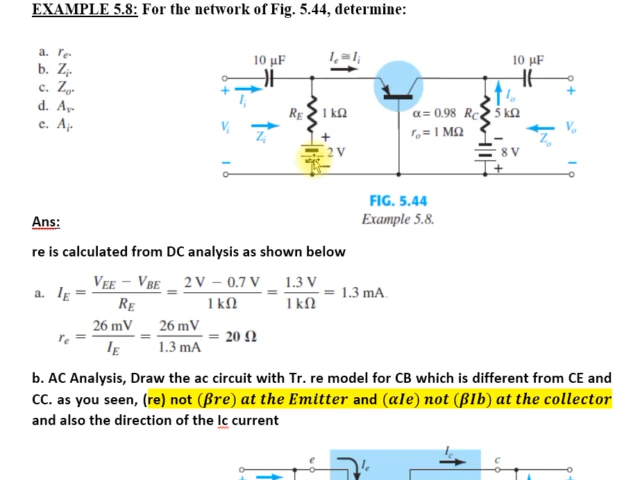 EXAMPLE 5.8: For the network of Fig. 5.44, determine:
a. re.
b. Zi.
c. Zo.
d. Av.
e. Ai.
10 μF
Ie ≅ Ii
10 μF
+
Ii
RE
1 kΩ
α = 0.98
RC
5 kΩ
Io
+
Vi
Zi
+
2 V
−
ro = 1 MΩ
8 V
+
Zo
Vo
−
−
FIG. 5.44
Example 5.8.
Ans:
re is calculated from DC analysis as shown below
a. IE = VEE − VBE / RE = 2 V − 0.7 V / 1 kΩ = 1.3 V / 1 kΩ = 1.3 mA.
re = 26 mV / IE = 26 mV / 1.3 mA = 20 Ω
b. AC Analysis, Draw the ac circuit with Tr. re model for CB which is different from CE and
CC. as you seen, (re) not (βre) at the Emitter and (αIe) not (βIb) at the collector
and also the direction of the Ic current
e
Ie
Ic
c